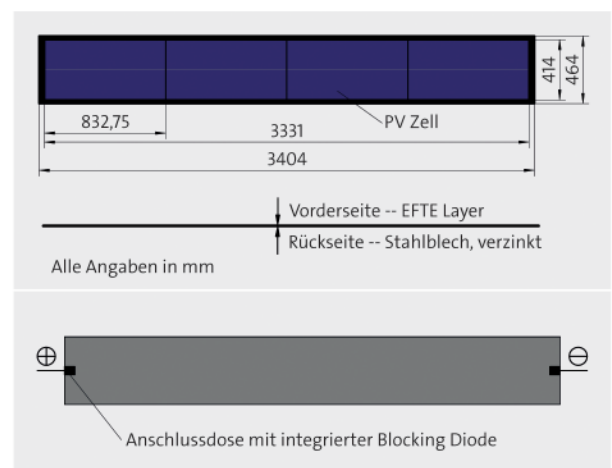 414
464
832,75
3331
PV Zell
3404
Vorderseite -- EFTE Layer
Rückseite -- Stahlblech, verzinkt
Alle Angaben in mm
⊕
⊖
Anschlussdose mit integrierter Blocking Diode